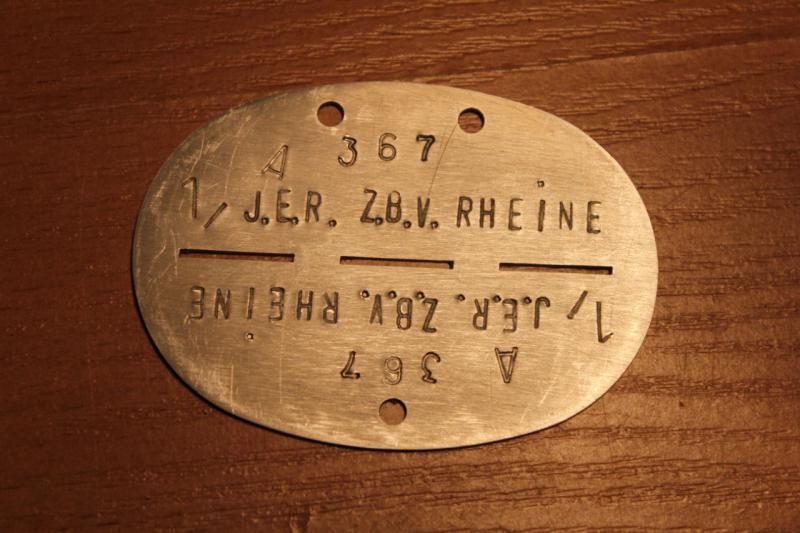 A 367
1/ J.E.R. Z.B.V. RHEiNE
1/ J.E.R. Z.B.V. RHEiNE
A 367